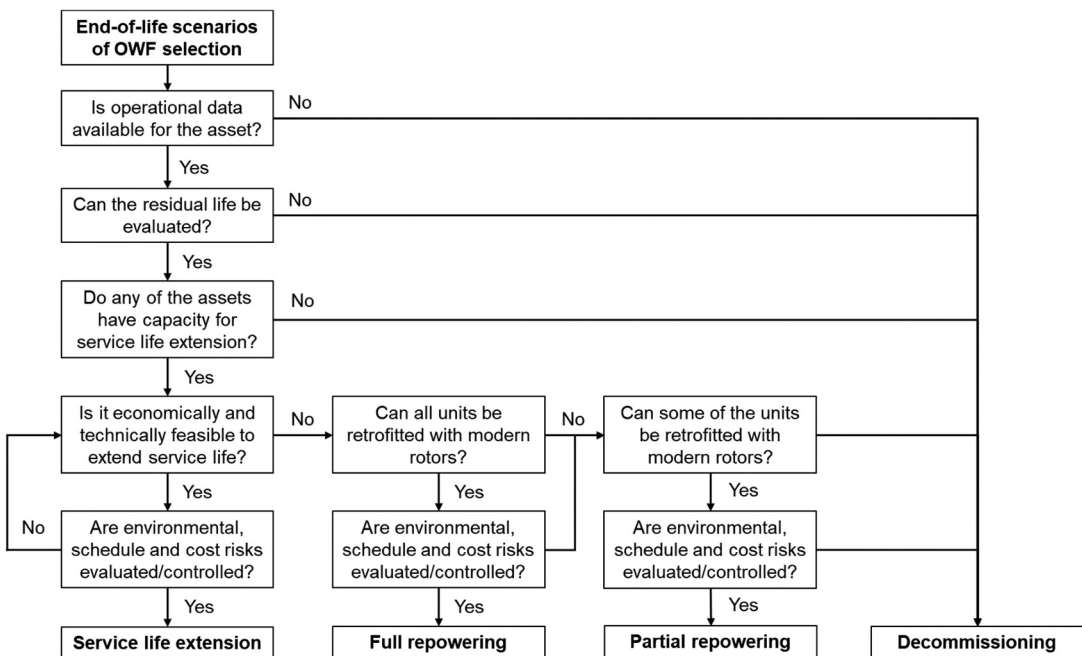 End-of-life scenarios
of OWF selection
No
Is operational data
available for the asset?
Yes
No
Can the residual life be
evaluated?
Yes
No
Do any of the assets
have capacity for
service life extension?
Yes
Is it economically and
technically feasible to
extend service life?
No
Can all units be
retrofitted with modern
rotors?
No
Can some of the units
be retrofitted with
modern rotors?
Yes
Yes
Yes
No
Are environmental,
schedule and cost risks
evaluated/controlled?
Are environmental,
schedule and cost risks
evaluated/controlled?
Are environmental,
schedule and cost risks
evaluated/controlled?
Yes
Yes
Yes
Service life extension
Full repowering
Partial repowering
Decommissioning